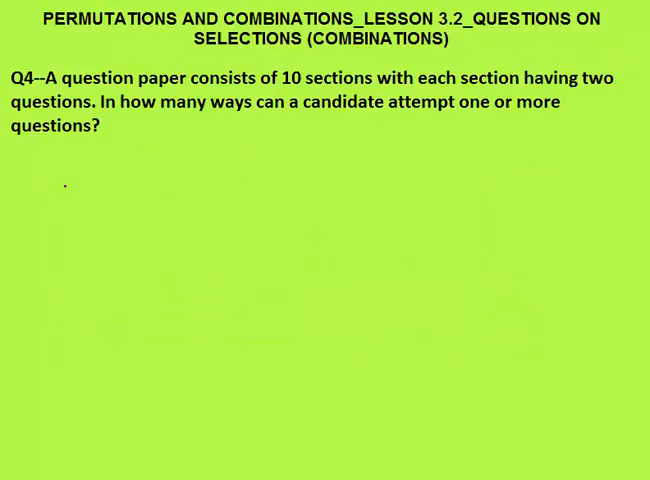 PERMUTATIONS AND COMBINATIONS_LESSON 3.2_QUESTIONS ON
SELECTIONS (COMBINATIONS)
Q4--A question paper consists of 10 sections with each section having two
questions. In how many ways can a candidate attempt one or more
questions?